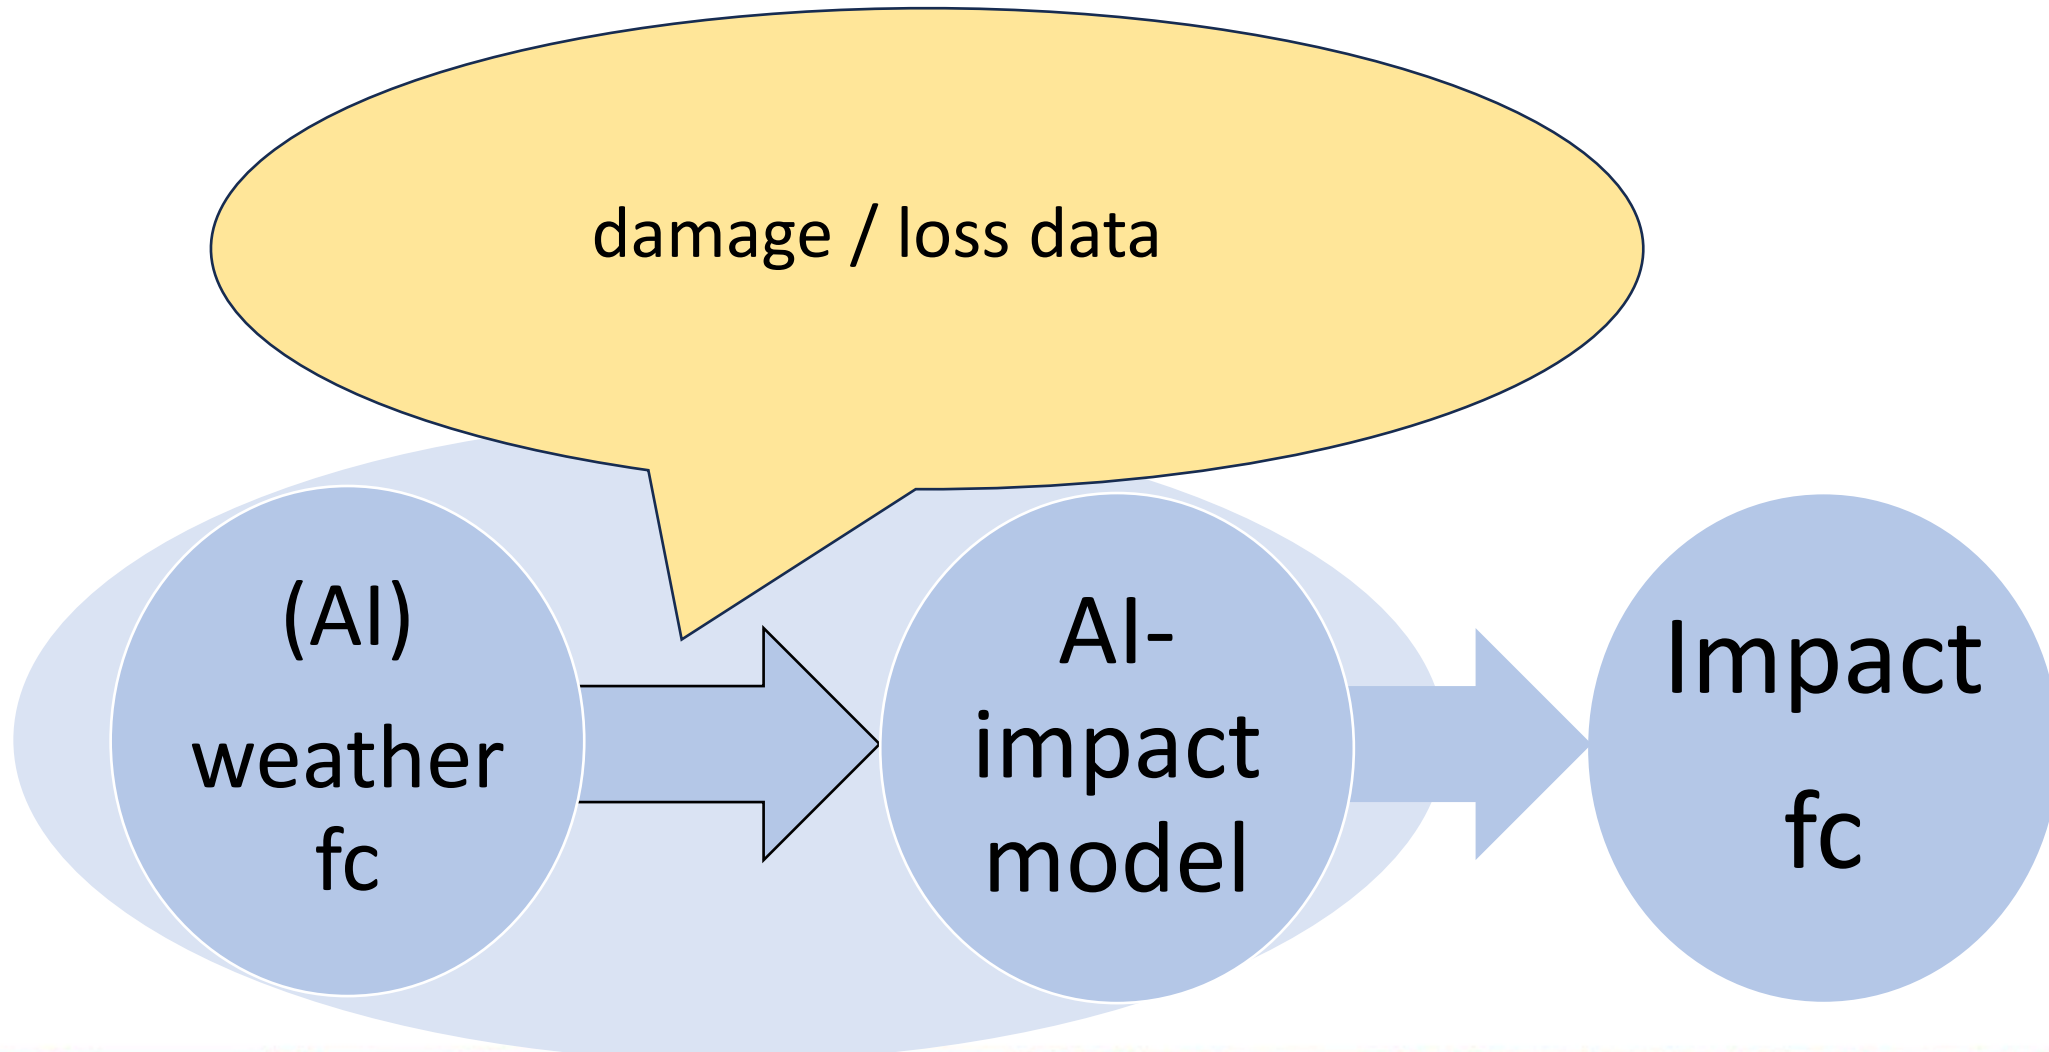 damage / loss data
(AI)
weather
fc
AI-
impact
model
Impact
fc